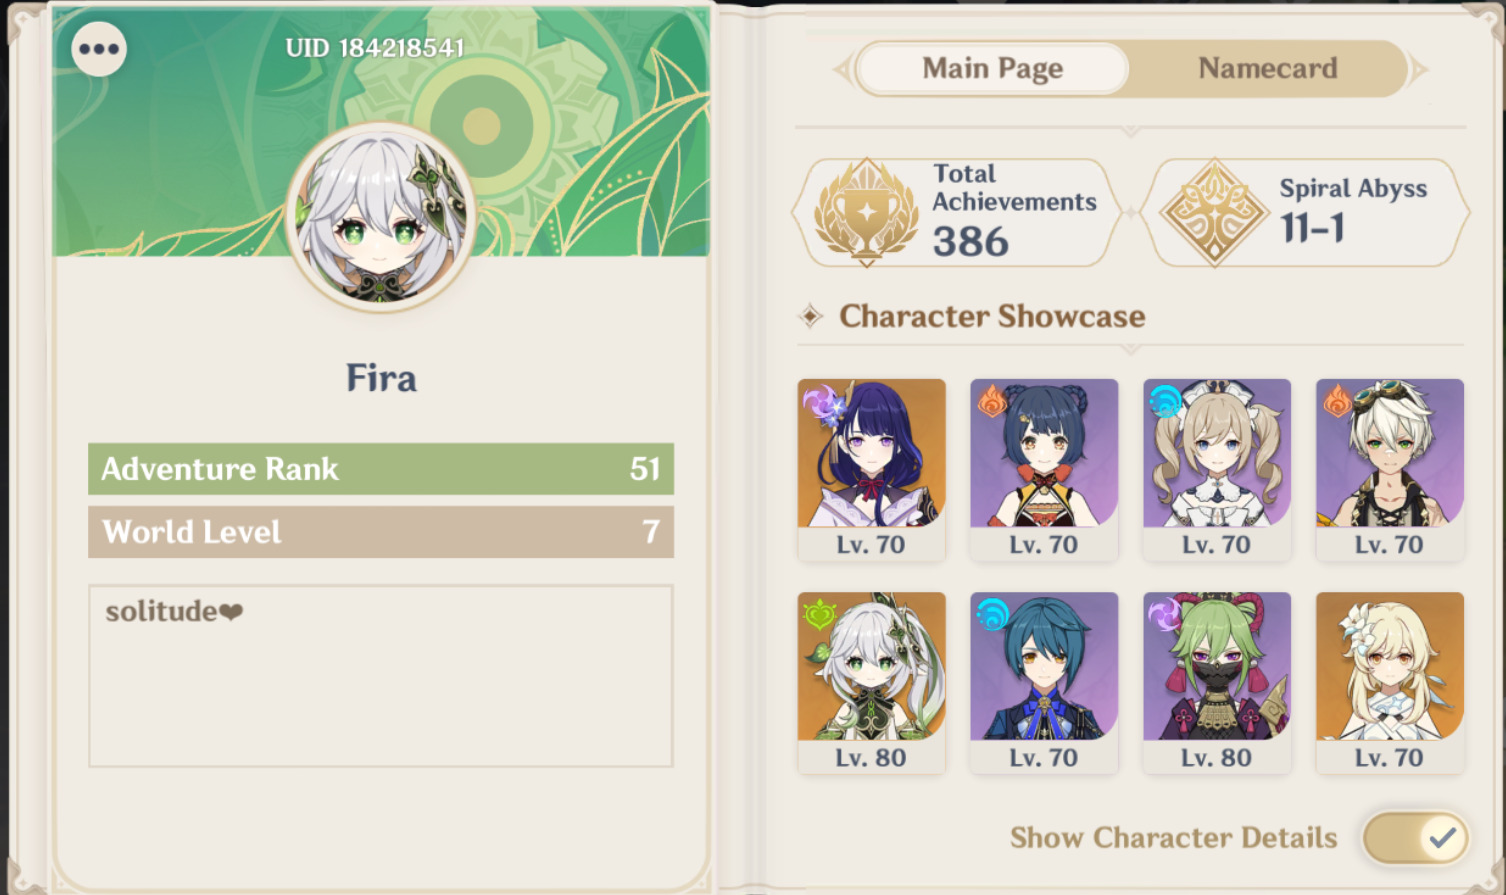 UID 184218541
Fira
Adventure Rank 51
World Level 7
solitude❤
Main Page Namecard
Total
Achievements
386
Spiral Abyss
11-1
Character Showcase
Lv. 70 Lv. 70 Lv. 70 Lv. 70
Lv. 80 Lv. 70 Lv. 80 Lv. 70
Show Character Details